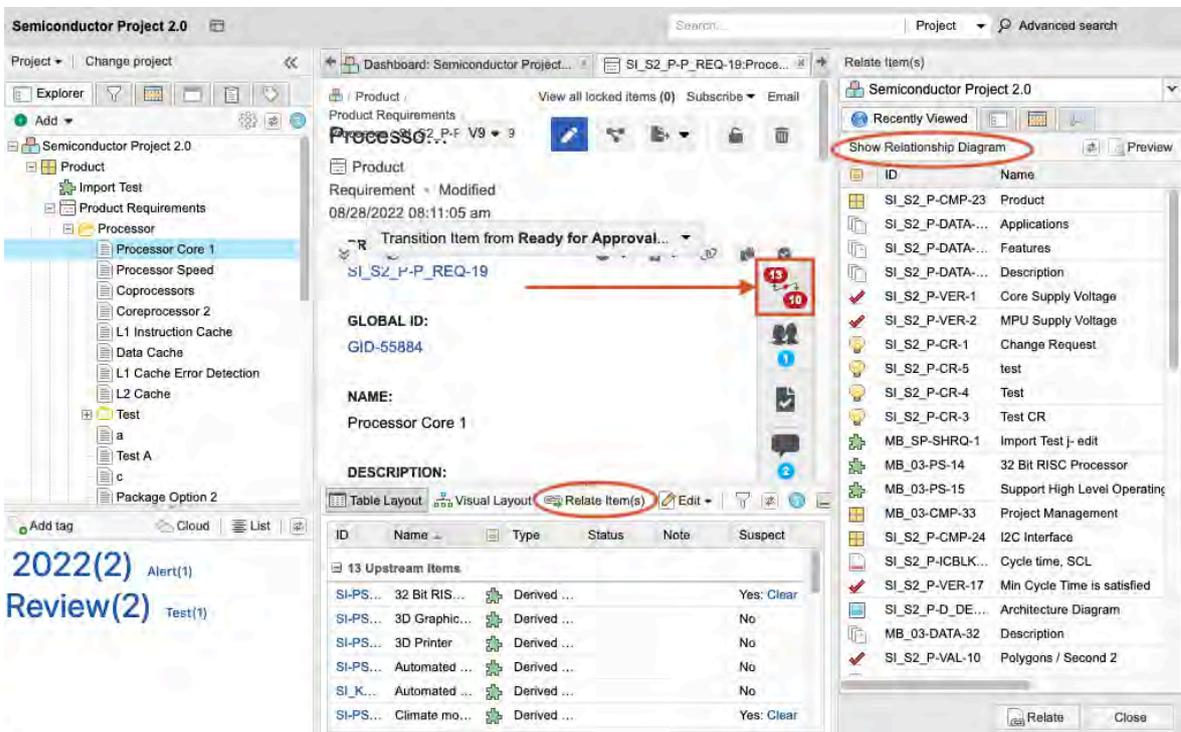 Semiconductor Project 2.0
Search...
Project
Advanced search
Project
Change project
Explorer
Add
Semiconductor Project 2.0
Product
Import Test
Product Requirements
Processor
Processor Core 1
Processor Speed
Coprocessors
Coreprocessor 2
L1 Instruction Cache
Data Cache
L1 Cache Error Detection
L2 Cache
Test
a
Test A
c
Package Option 2
Add tag
Cloud
List
2022(2) Alert(1)
Review(2) Test(1)
Dashboard: Semiconductor Project...
SI_S2_P-P_REQ-19:Proce...
Product /
View all locked items (0) Subscribe Email
Product Requirements /
Processo... V9 9
Product
Requirement • Modified
08/28/2022 08:11:05 am
Transition Item from Ready for Approval...
SI_S2_P-P_REQ-19
13
10
GLOBAL ID:
GID-55884
1
NAME:
Processor Core 1
DESCRIPTION:
2
Table Layout Visual Layout Relate Item(s) Edit
ID Name Type Status Note Suspect
13 Upstream Items
SI-PS... 32 Bit RIS... Derived ... Yes: Clear
SI-PS... 3D Graphic... Derived ... No
SI-PS... 3D Printer Derived ... No
SI-PS... Automated ... Derived ... No
SI_K... Automated ... Derived ... No
SI-PS... Climate mo... Derived ... Yes: Clear
Relate Item(s)
Semiconductor Project 2.0
Recently Viewed
Show Relationship Diagram
Preview
ID Name
SI_S2_P-CMP-23 Product
SI_S2_P-DATA-... Applications
SI_S2_P-DATA-... Features
SI_S2_P-DATA-... Description
SI_S2_P-VER-1 Core Supply Voltage
SI_S2_P-VER-2 MPU Supply Voltage
SI_S2_P-CR-1 Change Request
SI_S2_P-CR-5 test
SI_S2_P-CR-4 Test
SI_S2_P-CR-3 Test CR
MB_SP-SHRQ-1 Import Test j- edit
MB_03-PS-14 32 Bit RISC Processor
MB_03-PS-15 Support High Level Operating
MB_03-CMP-33 Project Management
SI_S2_P-CMP-24 I2C Interface
SI_S2_P-ICBLK... Cycle time, SCL
SI_S2_P-VER-17 Min Cycle Time is satisfied
SI_S2_P-D_DE... Architecture Diagram
MB_03-DATA-32 Description
SI_S2_P-VAL-10 Polygons / Second 2
Relate
Close